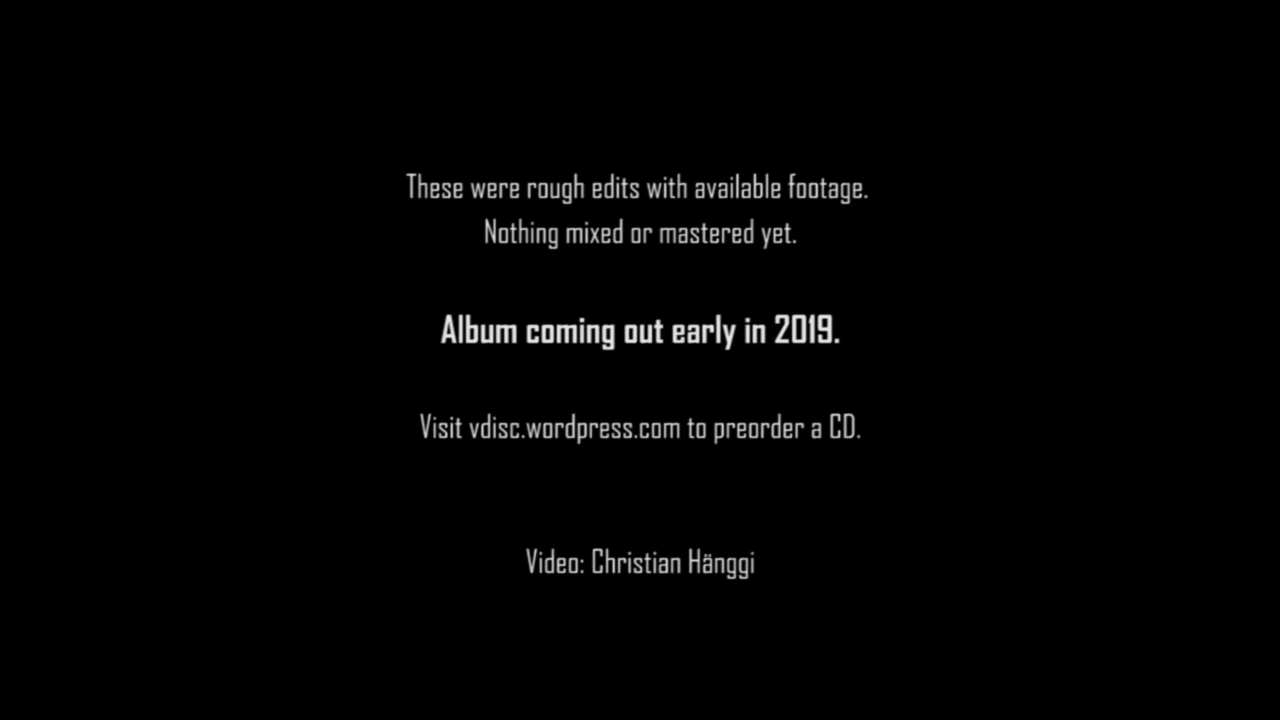 These were rough edits with available footage.
Nothing mixed or mastered yet.
Album coming out early in 2019.
Visit vdisc.wordpress.com to preorder a CD.
Video: Christian Hänggi